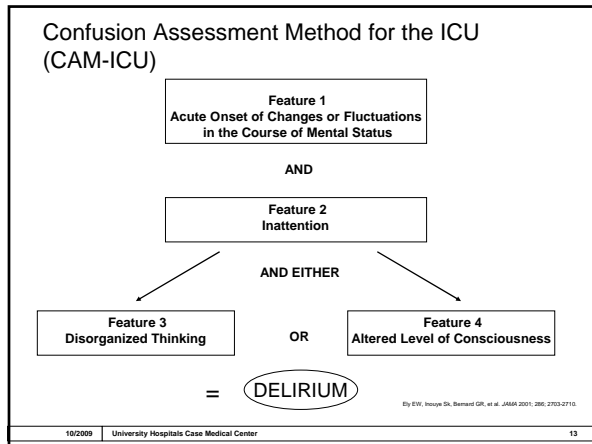 Confusion Assessment Method for the ICU
(CAM-ICU)
Feature 1
Acute Onset of Changes or Fluctuations
in the Course of Mental Status
AND
Feature 2
Inattention
AND EITHER
Feature 3
Disorganized Thinking
OR
Feature 4
Altered Level of Consciousness
= DELIRIUM
Ely EW, Inouye Sk, Bernard GR, et al. JAMA 2001; 286; 2703-2710.
10/2009 University Hospitals Case Medical Center 13